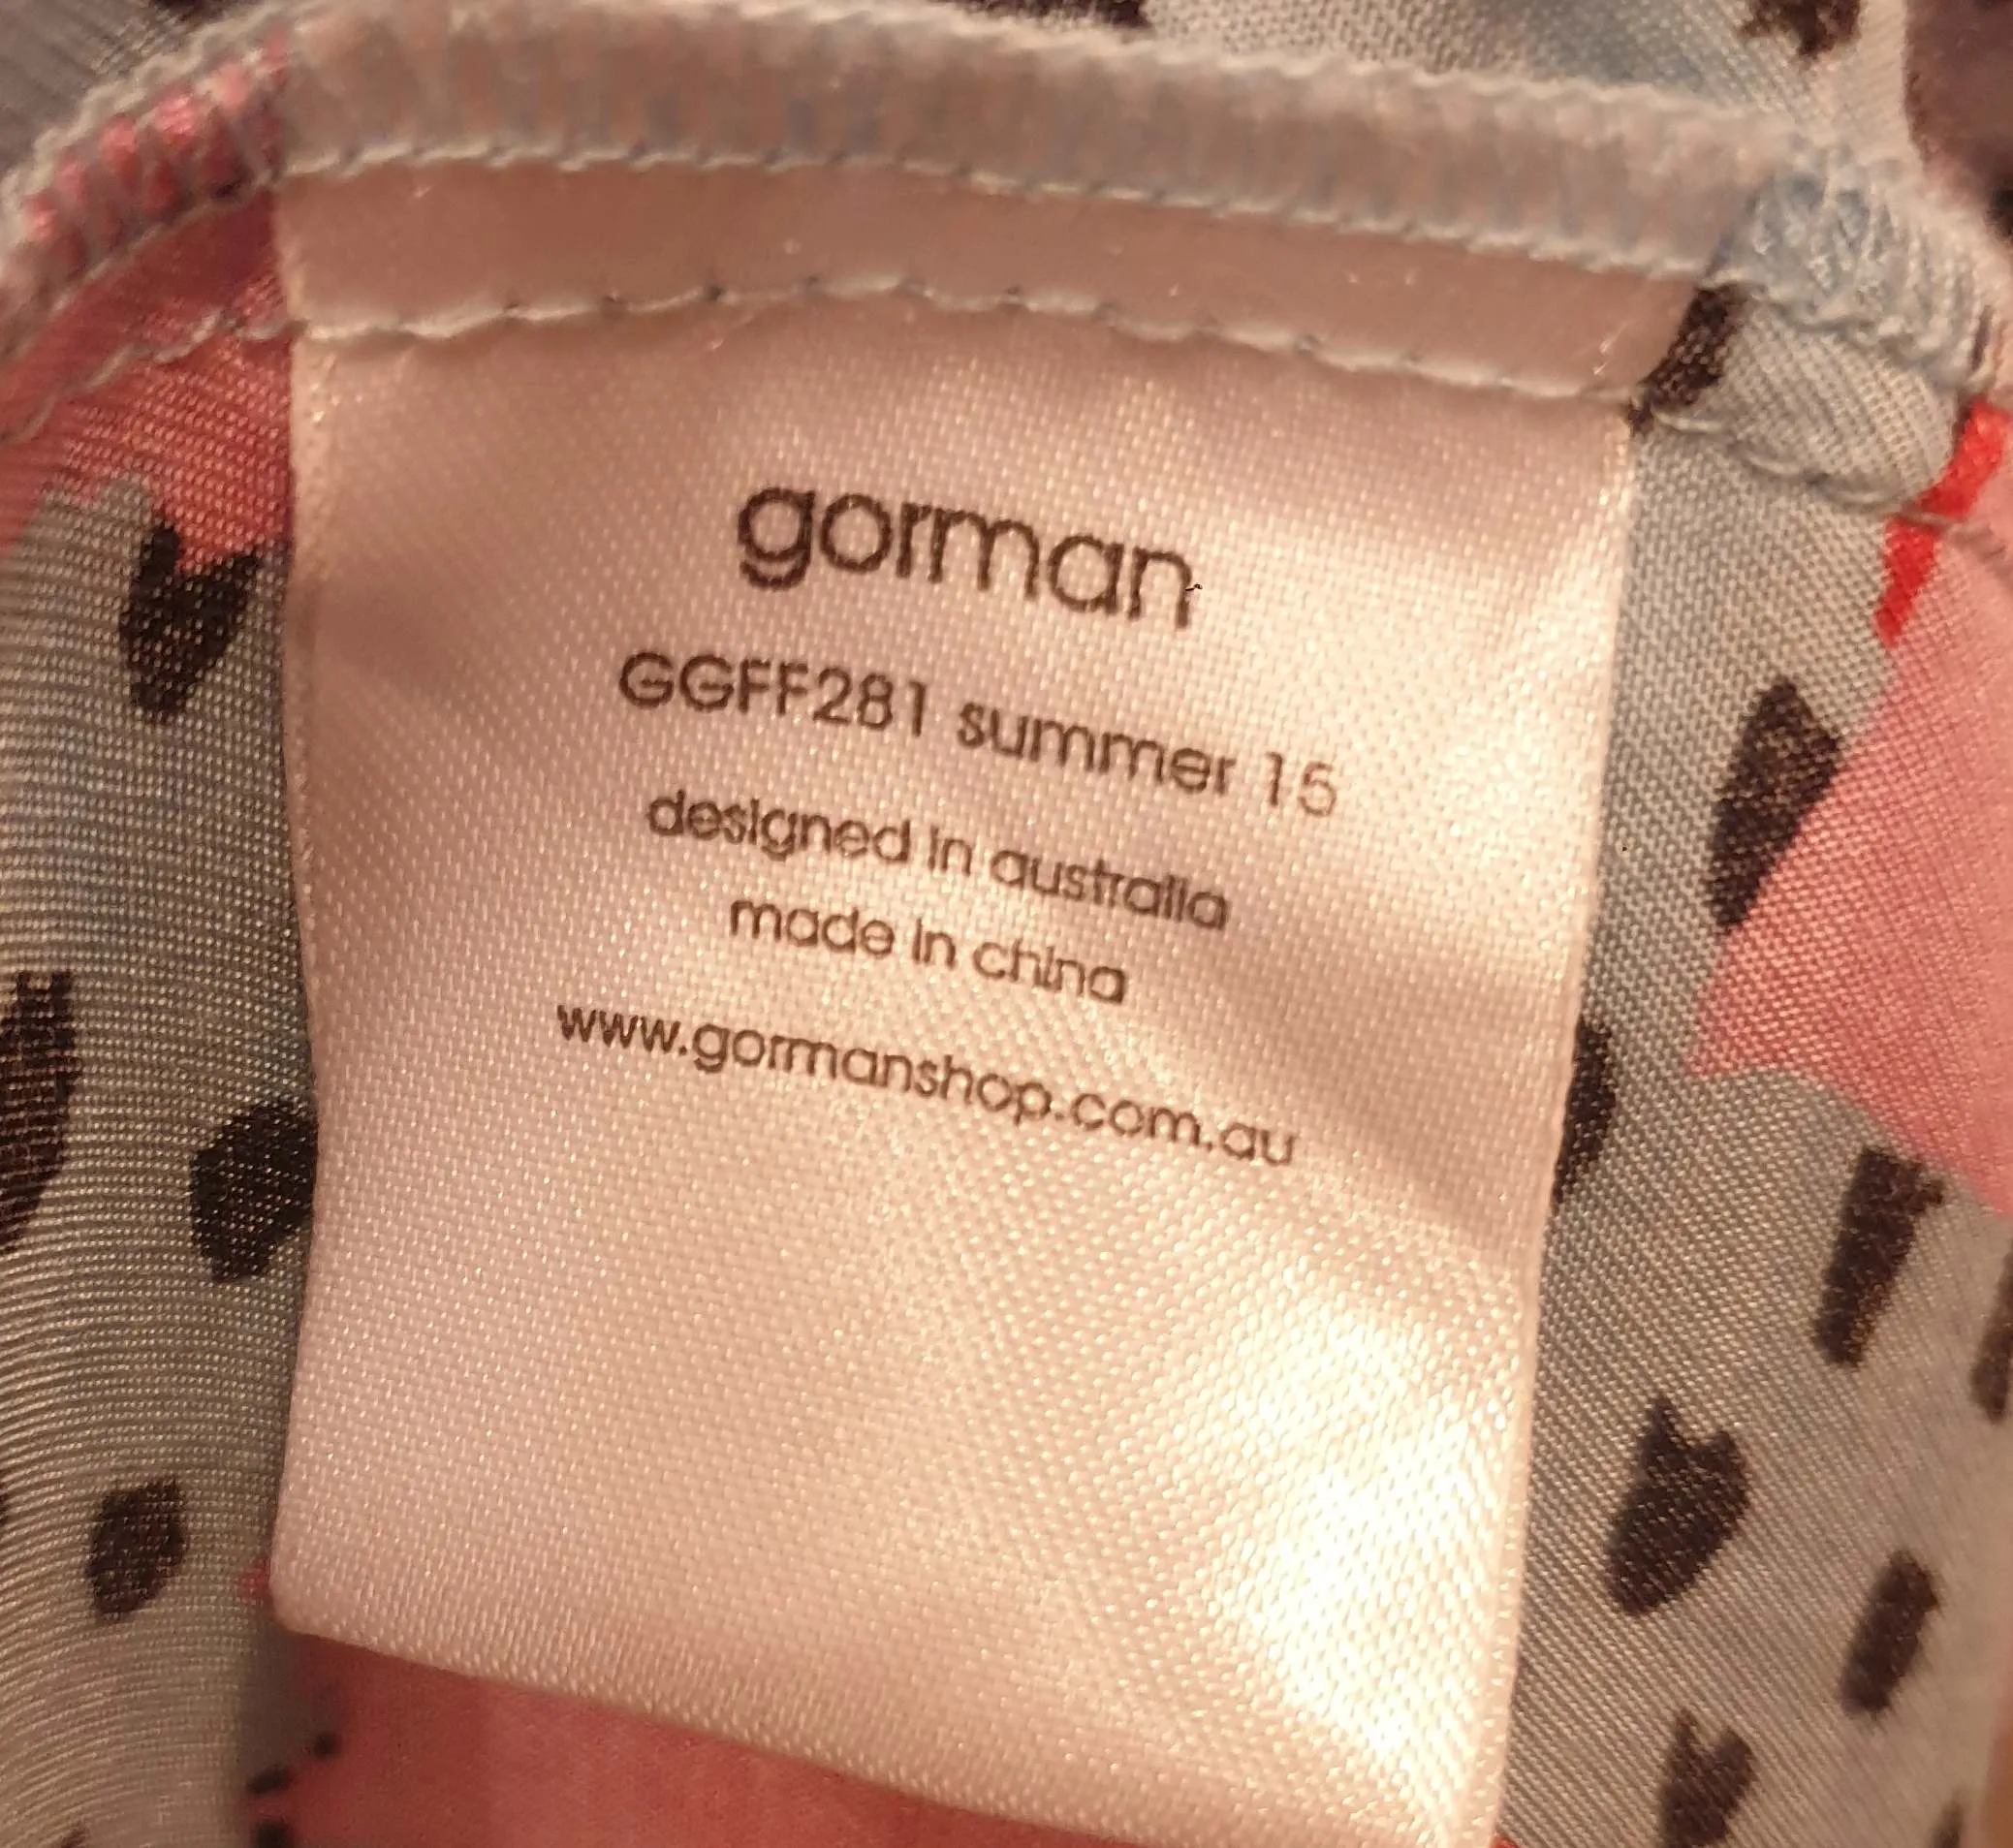 gorman
GGFF281 summer 15
designed in australia
made in china
www.gormanshop.com.au